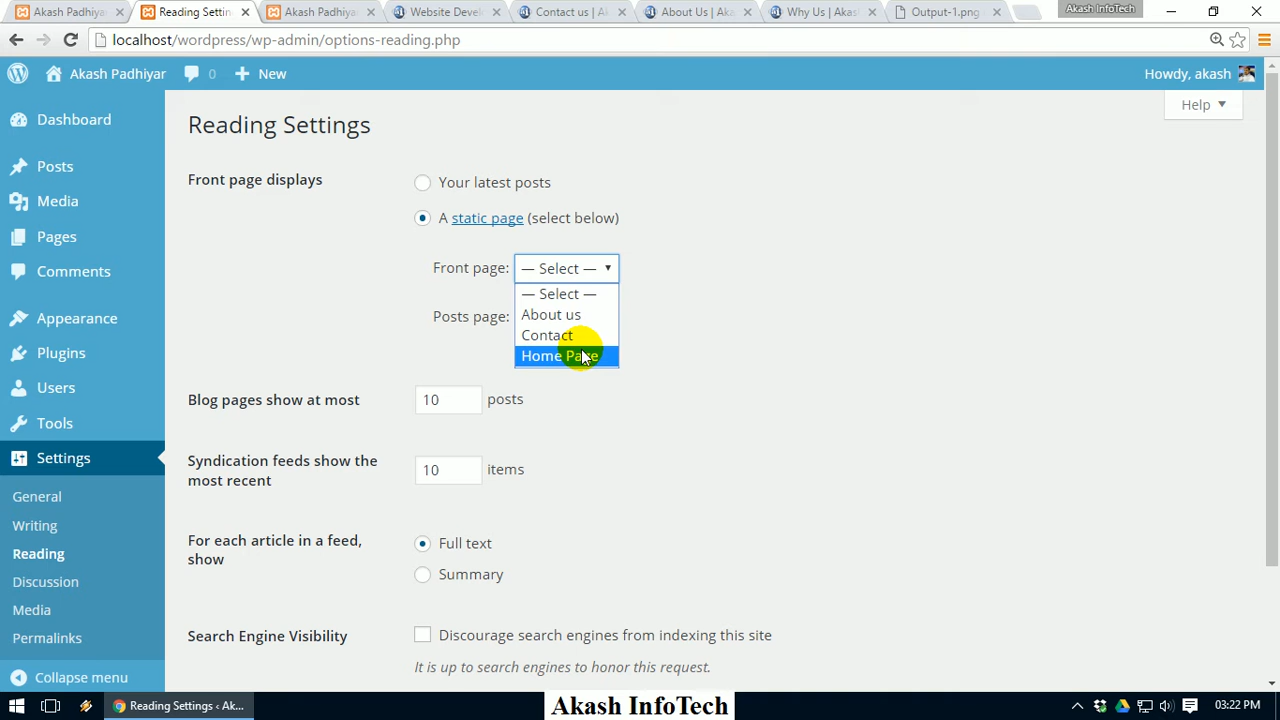 Akash Padhiya
Reading Settin
Akash Padhiya
Website Devel
Contact us | Ak
About Us | Aka
Why Us | Akas
Output-1.png
Akash InfoTech
localhost/wordpress/wp-admin/options-reading.php
Akash Padhiyar
0
New
Howdy, akash
Help
Dashboard
Posts
Media
Pages
Comments
Appearance
Plugins
Users
Tools
Settings
General
Writing
Reading
Discussion
Media
Permalinks
Collapse menu
Reading Settings
Front page displays
Your latest posts
A static page (select below)
Front page: — Select —
— Select —
About us
Contact
Home Page
Posts page:
Blog pages show at most
10 posts
Syndication feeds show the
most recent
10 items
For each article in a feed,
show
Full text
Summary
Search Engine Visibility
Discourage search engines from indexing this site
It is up to search engines to honor this request.
Reading Settings ‹ Ak...
Akash InfoTech
03:22 PM